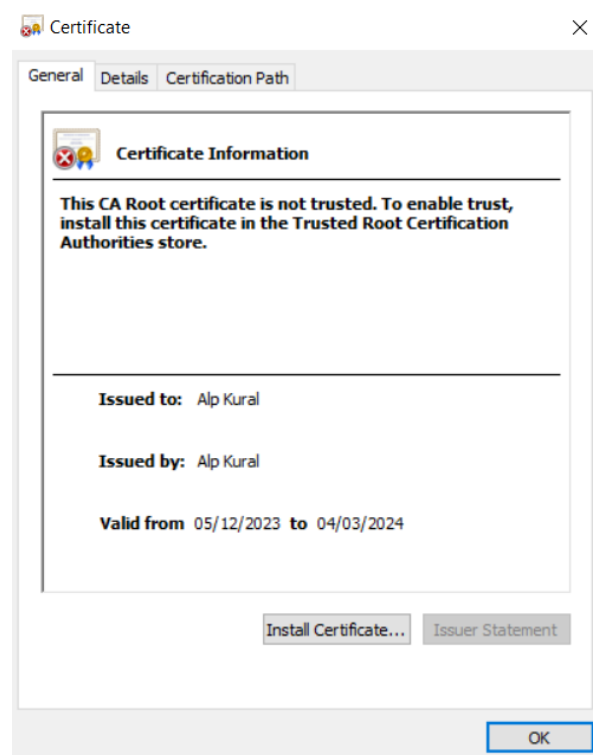 Certificate
General Details Certification Path
Certificate Information
This CA Root certificate is not trusted. To enable trust,
install this certificate in the Trusted Root Certification
Authorities store.
Issued to: Alp Kural
Issued by: Alp Kural
Valid from 05/12/2023 to 04/03/2024
Install Certificate... Issuer Statement
OK